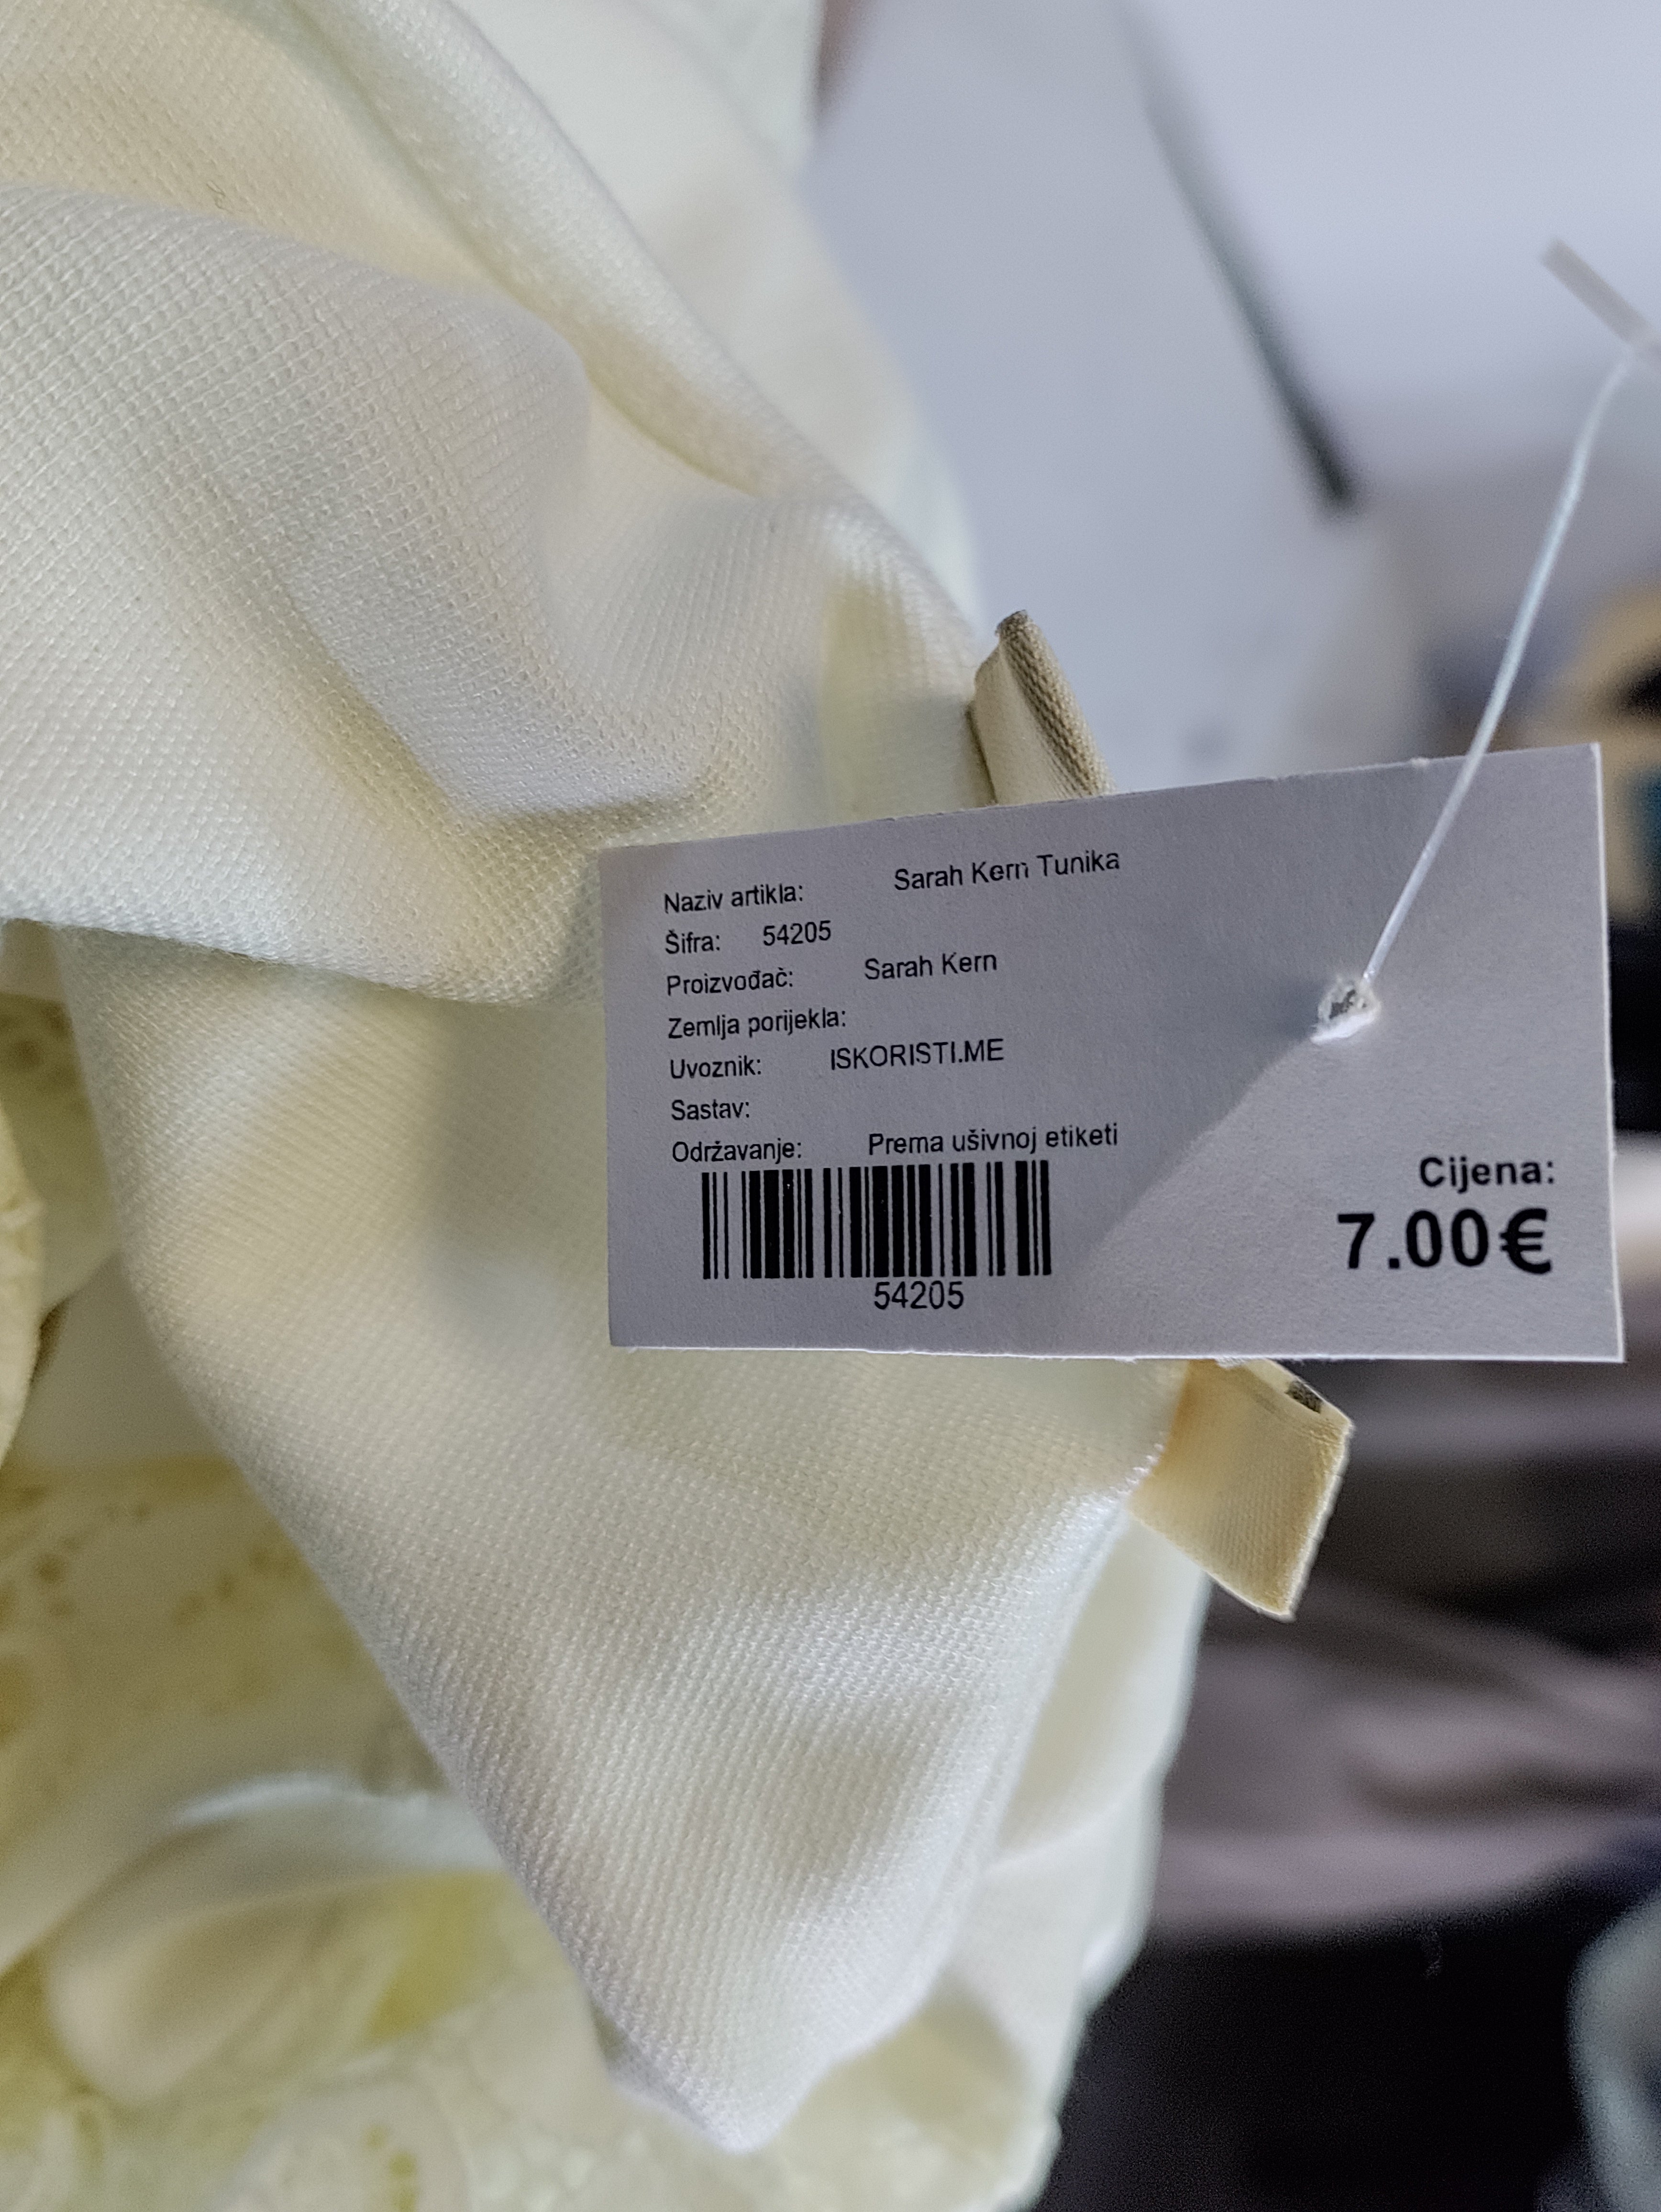 Naziv artikla: Sarah Kern Tunika
Šifra: 54205
Proizvođač: Sarah Kern
Zemlja porijekla:
Uvoznik: ISKORISTI.ME
Sastav:
Održavanje: Prema ušivnoj etiketi
54205
Cijena:
7.00€